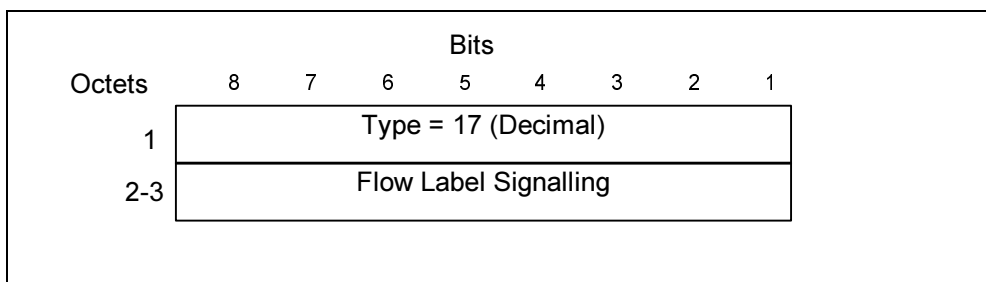 Bits
Octets 8 7 6 5 4 3 2 1
1 Type = 17 (Decimal)
2-3 Flow Label Signalling